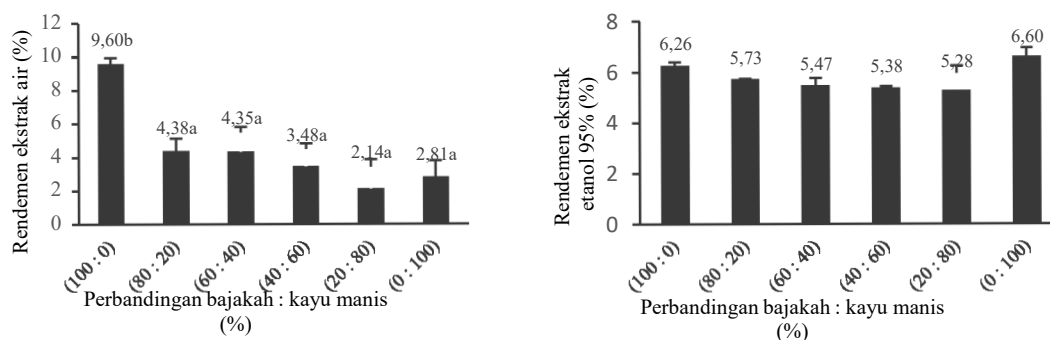 Rendemen ekstrak air (%)
12
10
8
6
4
2
0
9,60b
4,38a
4,35a
3,48a
2,14a
2,81a
(100 : 0)
(80 : 20)
(60 : 40)
(40 : 60)
(20 : 80)
(0 : 100)
Perbandingan bajakah : kayu manis
(%)
Rendemen ekstrak
etanol 95% (%)
8
6
4
2
0
6,26
5,73
5,47
5,38
5,28
6,60
(100 : 0)
(80 : 20)
(60 : 40)
(40 : 60)
(20 : 80)
(0 : 100)
Perbandingan bajakah : kayu manis
(%)